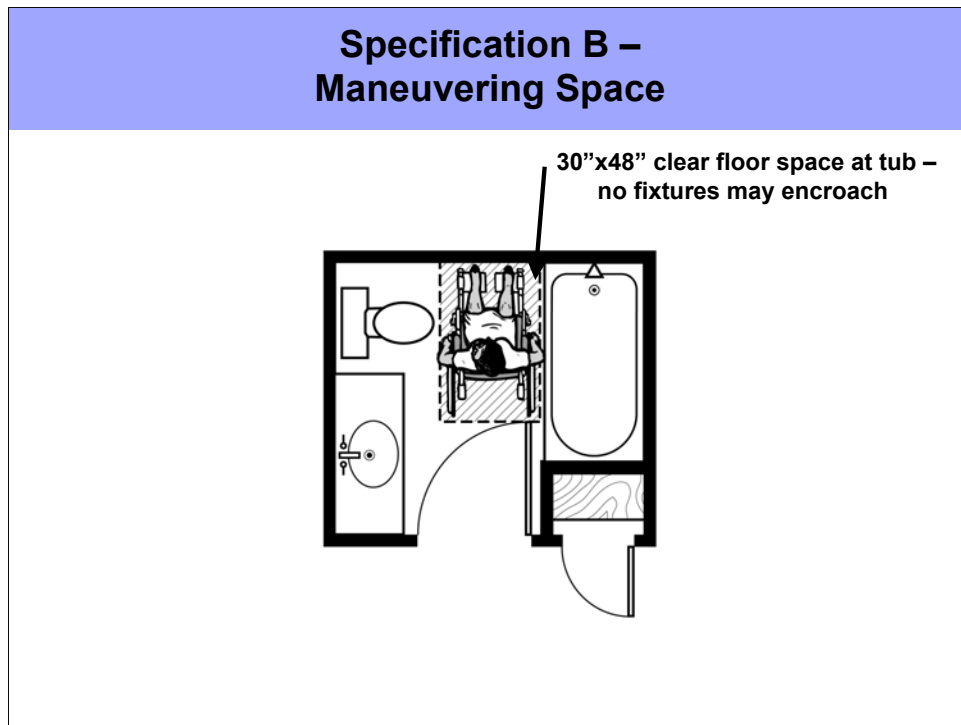 Specification B –
Maneuvering Space
30”x48” clear floor space at tub –
no fixtures may encroach